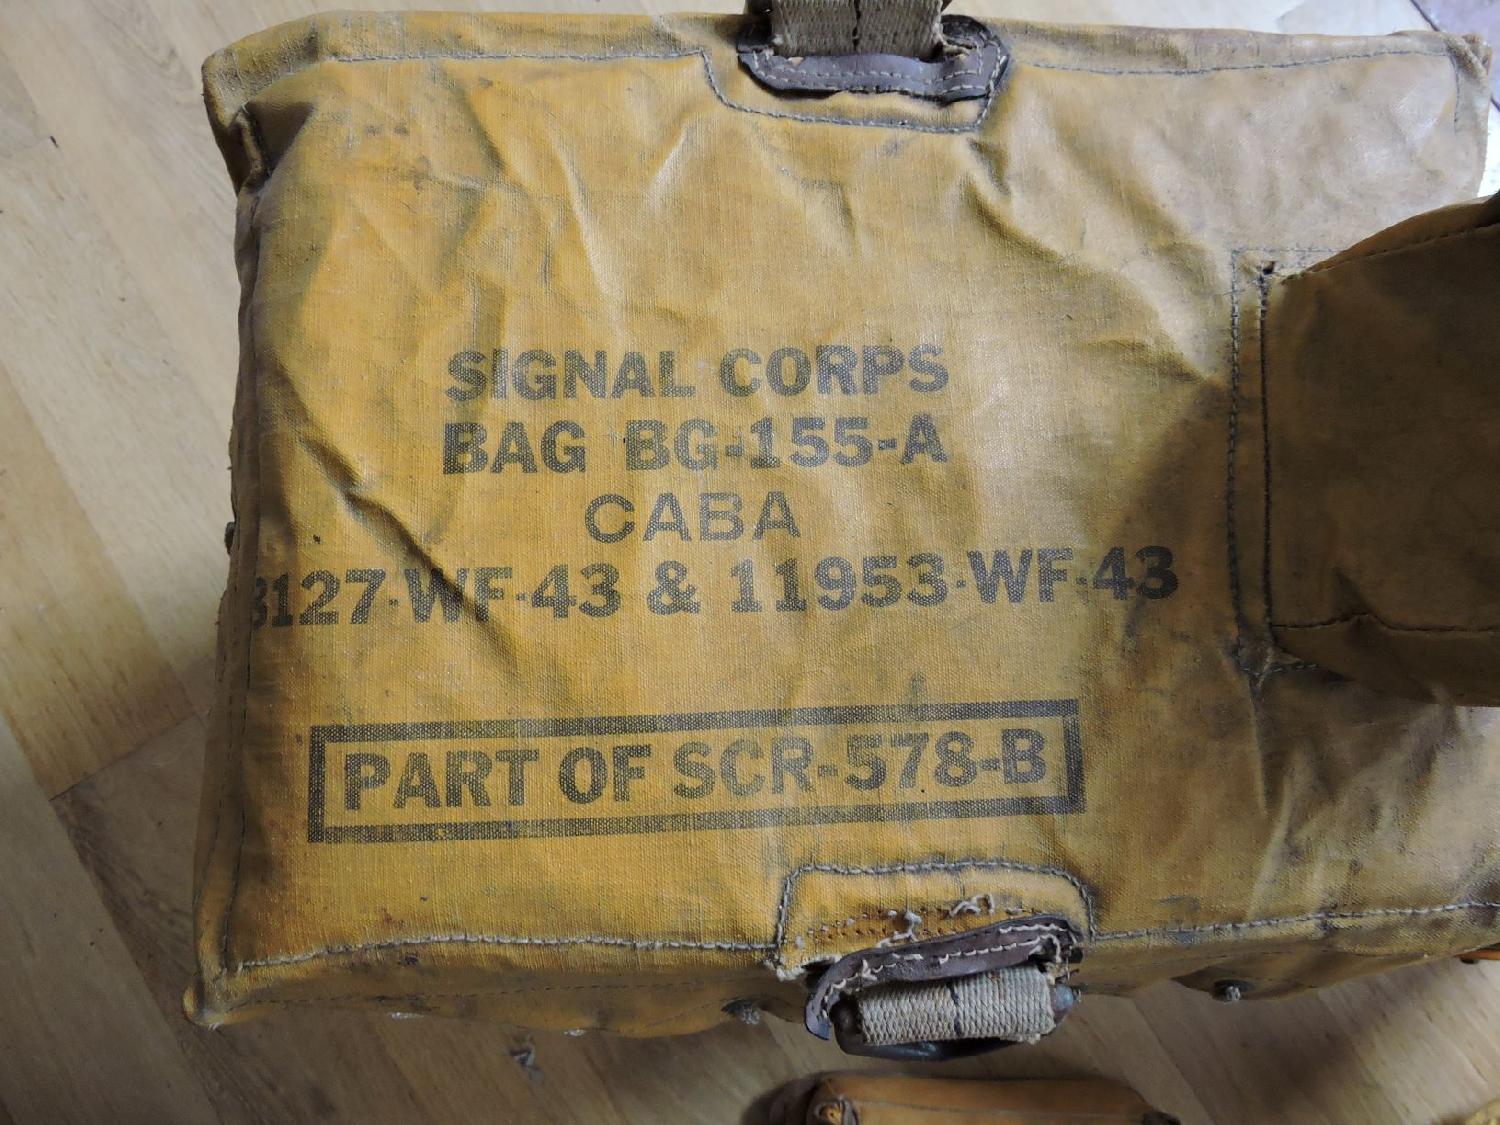 SIGNAL CORPS
BAG BG-155-A
CABA
3127-WF-43 & 11953-WF-43
PART OF SCR-578-B